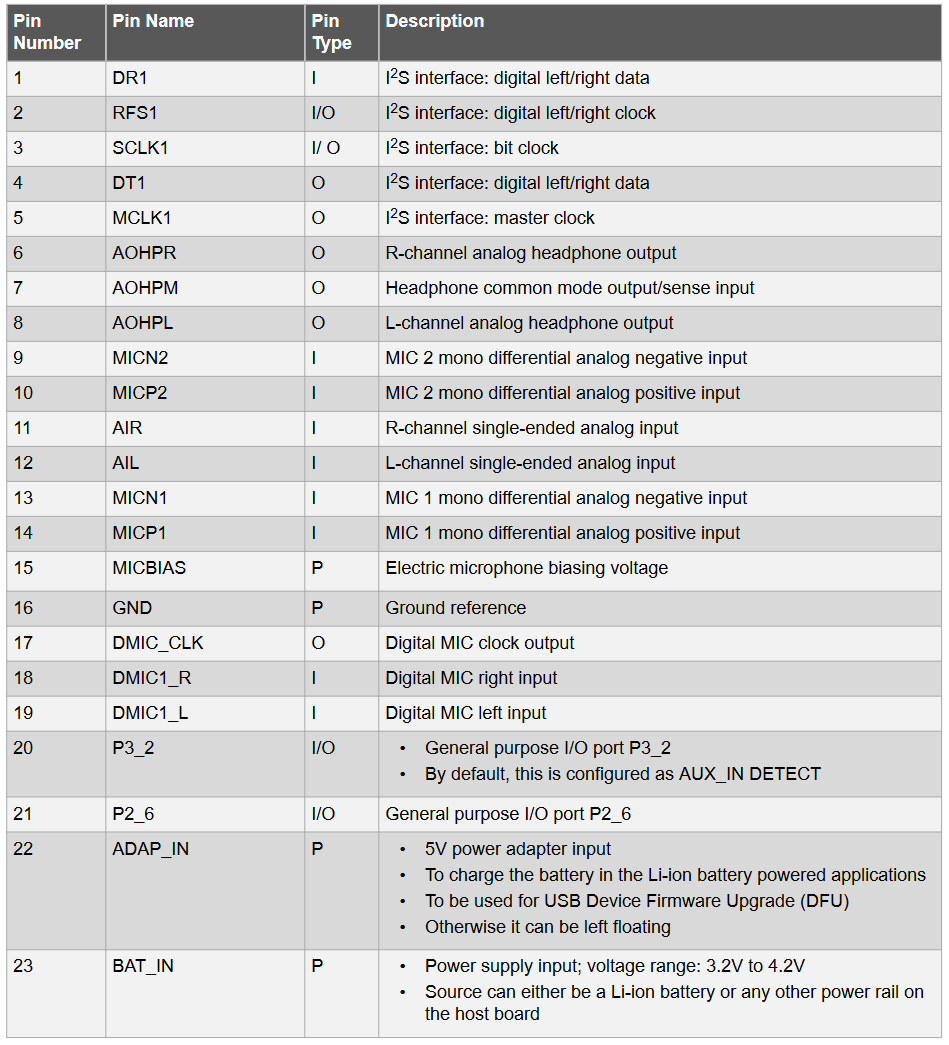 Pin Number Pin Name Pin Type Description
1 DR1 I I2S interface: digital left/right data
2 RFS1 I/O I2S interface: digital left/right clock
3 SCLK1 I/ O I2S interface: bit clock
4 DT1 O I2S interface: digital left/right data
5 MCLK1 O I2S interface: master clock
6 AOHPR O R-channel analog headphone output
7 AOHPM O Headphone common mode output/sense input
8 AOHPL O L-channel analog headphone output
9 MICN2 I MIC 2 mono differential analog negative input
10 MICP2 I MIC 2 mono differential analog positive input
11 AIR I R-channel single-ended analog input
12 AIL I L-channel single-ended analog input
13 MICN1 I MIC 1 mono differential analog negative input
14 MICP1 I MIC 1 mono differential analog positive input
15 MICBIAS P Electric microphone biasing voltage
16 GND P Ground reference
17 DMIC_CLK O Digital MIC clock output
18 DMIC1_R I Digital MIC right input
19 DMIC1_L I Digital MIC left input
20 P3_2 I/O • General purpose I/O port P3_2
• By default, this is configured as AUX_IN DETECT
21 P2_6 I/O General purpose I/O port P2_6
22 ADAP_IN P • 5V power adapter input
• To charge the battery in the Li-ion battery powered applications
• To be used for USB Device Firmware Upgrade (DFU)
• Otherwise it can be left floating
23 BAT_IN P • Power supply input; voltage range: 3.2V to 4.2V
• Source can either be a Li-ion battery or any other power rail on
the host board